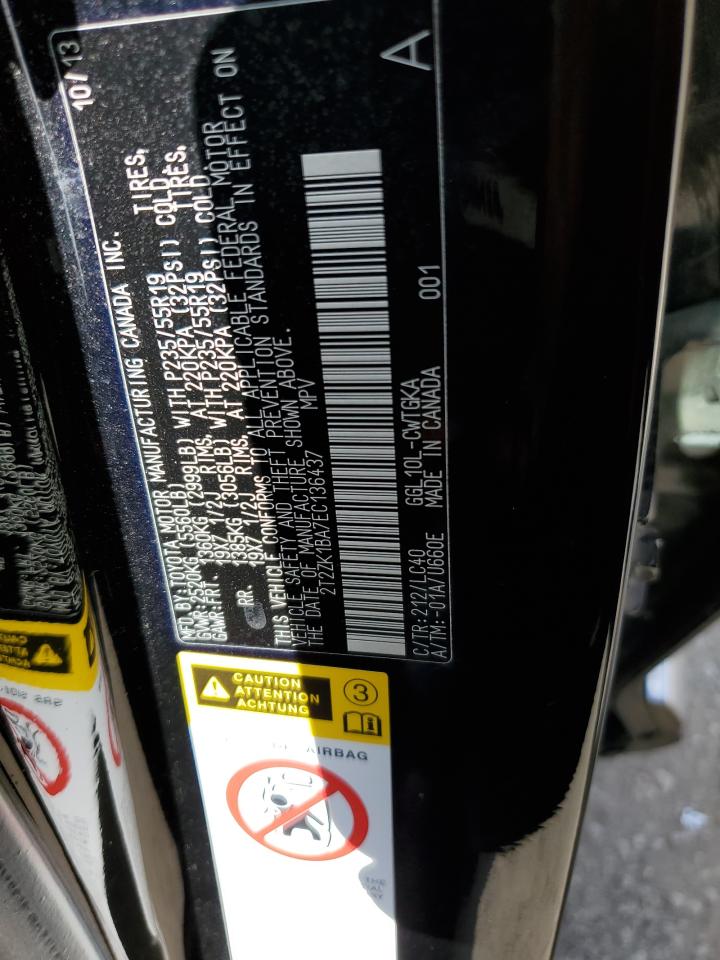 10/13
MFD. BY: TOYOTA MOTOR MANUFACTURING CANADA INC.
GVWR: 2520KG (5560LB)
GAWR: FR. 1360KG (2999LB) WITH P235/55R19 TIRES,
19X7 1/2J RIMS. AT 220KPA (32PSI) COLD.
RR. 1385KG (3056LB) WITH P235/55R19 TIRES,
19X7 1/2J RIMS. AT 220KPA (32PSI) COLD.
THIS VEHICLE CONFORMS TO ALL APPLICABLE FEDERAL MOTOR
VEHICLE SAFETY AND THEFT PREVENTION STANDARDS IN EFFECT ON
THE DATE OF MANUFACTURE SHOWN ABOVE.
2T2ZK1BA7EC136437 MPV
A
C/TR:212/LC40 GGL10L-CWTGKA
A/TM:-01A/U660E MADE IN CANADA 001
CAUTION
ATTENTION
ACHTUNG
3
AIRBAG